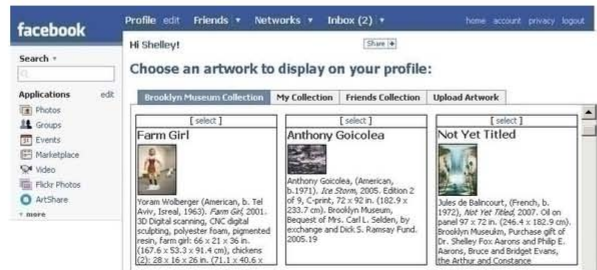 facebook
Profile edit Friends ▾ Networks ▾ Inbox (2) ▾ home account privacy logout
Hi Shelley!
Share +
Search ▾
Choose an artwork to display on your profile:
Applications edit
Photos
Groups
Events
Marketplace
Video
Flickr Photos
ArtShare
▾ more
Brooklyn Museum Collection My Collection Friends Collection Upload Artwork
[ select ]
Farm Girl
Yoram Wolberger (American, b. Tel
Aviv, Isreal, 1963). Farm Girl, 2001.
3D Digital scanning, CNC digital
sculpting, polyester foam, pigmented
resin, farm girl: 66 x 21 x 36 in.
(167.6 x 53.3 x 91.4 cm), chickens
(2): 28 x 16 x 26 in. (71.1 x 40.6 x
[ select ]
Anthony Goicolea
Anthony Goicolea, (American,
b.1971). Ice Storm, 2005. Edition 2
of 9, C-print, 72 x 92 in. (182.9 x
233.7 cm). Brooklyn Museum,
Bequest of Mrs. Carl L. Selden, by
exchange and Dick S. Ramsay Fund.
2005.19
[ select ]
Not Yet Titled
Jules de Balincourt, (French, b.
1972), Not Yet Titled, 2007. Oil on
panel 97 x 72 in. (246.4 x 182.9 cm).
Brooklyn Museukm, Purchase gift of
Dr. Shelley Fox Aarons and Philip E.
Aarons, Bruce and Bridget Evans,
the Arthur and Constance